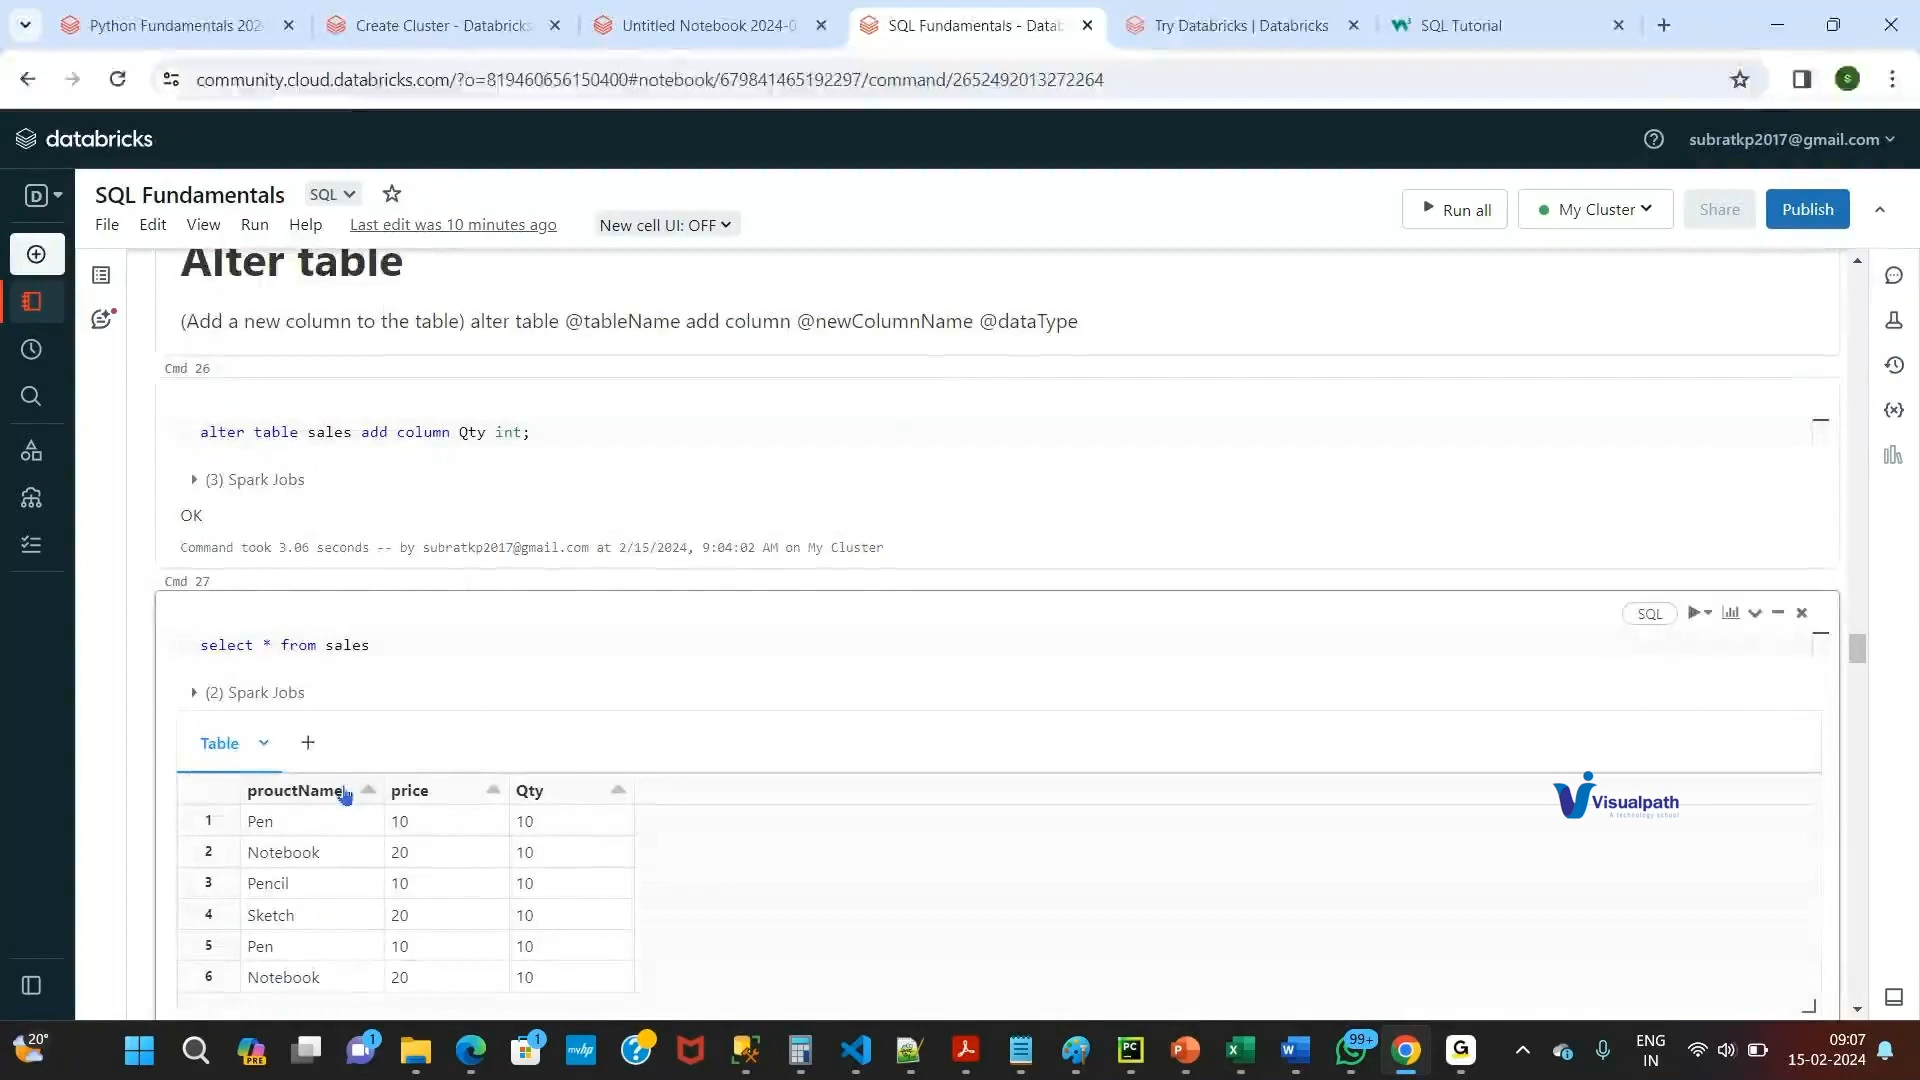 Python Fundamentals 202
Create Cluster - Databricks
Untitled Notebook 2024-0
SQL Fundamentals - Datab
Try Databricks | Databricks
SQL Tutorial
community.cloud.databricks.com/?o=819460656150400#notebook/679841465192297/command/2652492013272264
S
databricks
subratkp2017@gmail.com
D
SQL Fundamentals
SQL
File Edit View Run Help Last edit was 10 minutes ago New cell UI: OFF
Run all
My Cluster
Share
Publish
Alter table
(Add a new column to the table) alter table @tableName add column @newColumnName @dataType
Cmd 26
alter table sales add column Qty int;
(3) Spark Jobs
OK
Command took 3.06 seconds -- by subratkp2017@gmail.com at 2/15/2024, 9:04:02 AM on My Cluster
Cmd 27
SQL
select * from sales
(2) Spark Jobs
Table
prouctName price Qty
1 Pen 10 10
2 Notebook 20 10
3 Pencil 10 10
4 Sketch 20 10
5 Pen 10 10
6 Notebook 20 10
Visualpath
A technology school
20°
PRE
1
1
myhp
PC
99+
G
ENG
IN
09:07
15-02-2024